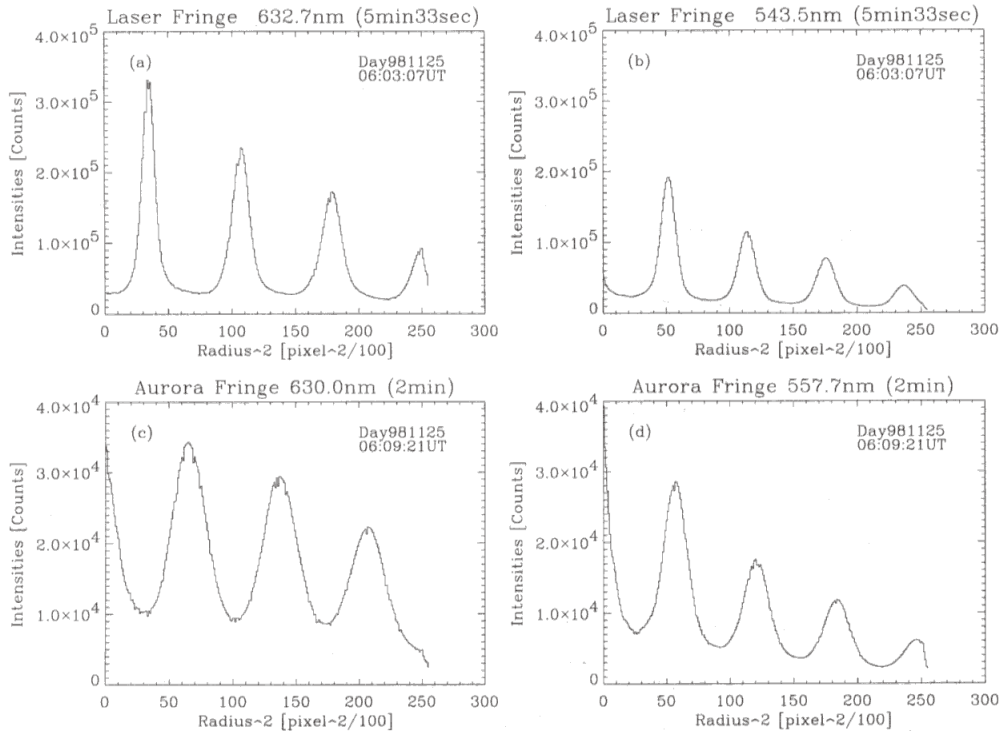 Laser Fringe 632.7nm (5min33sec)
4.0×10^5
3.0×10^5
2.0×10^5
1.0×10^5
0
Intensities [Counts]
(a)
Day981125
06:03:07UT
0 50 100 150 200 250 300
Radius^2 [pixel^2/100]
Laser Fringe 543.5nm (5min33sec)
4.0×10^5
3.0×10^5
2.0×10^5
1.0×10^5
0
Intensities [Counts]
(b)
Day981125
06:03:07UT
0 50 100 150 200 250 300
Radius^2 [pixel^2/100]
Aurora Fringe 630.0nm (2min)
4.0×10^4
3.0×10^4
2.0×10^4
1.0×10^4
0
Intensities [Counts]
(c)
Day981125
06:09:21UT
0 50 100 150 200 250 300
Radius^2 [pixel^2/100]
Aurora Fringe 557.7nm (2min)
4.0×10^4
3.0×10^4
2.0×10^4
1.0×10^4
0
Intensities [Counts]
(d)
Day981125
06:09:21UT
0 50 100 150 200 250 300
Radius^2 [pixel^2/100]